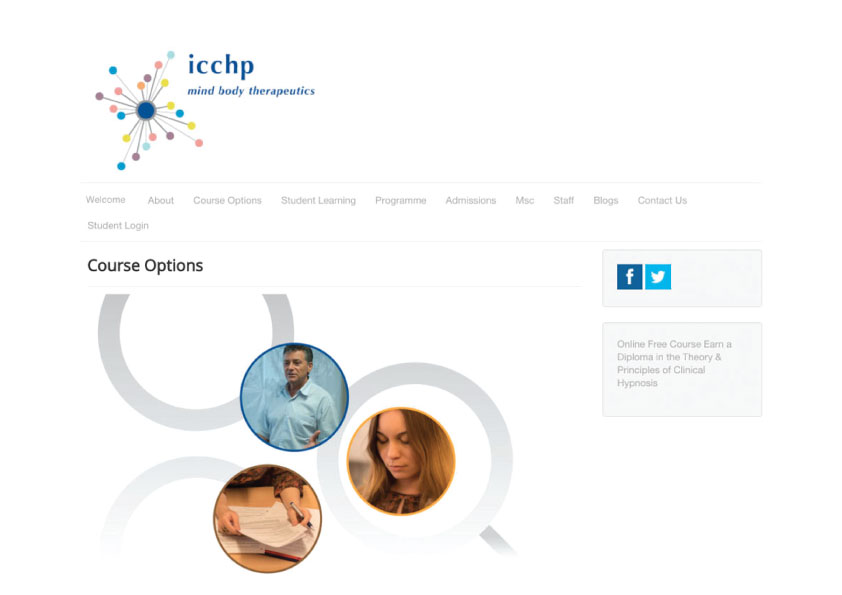 icchp
mind body therapeutics
Welcome About Course Options Student Learning Programme Admissions Msc Staff Blogs Contact Us
Student Login
Course Options
f
Online Free Course Earn a
Diploma in the Theory &
Principles of Clinical
Hypnosis